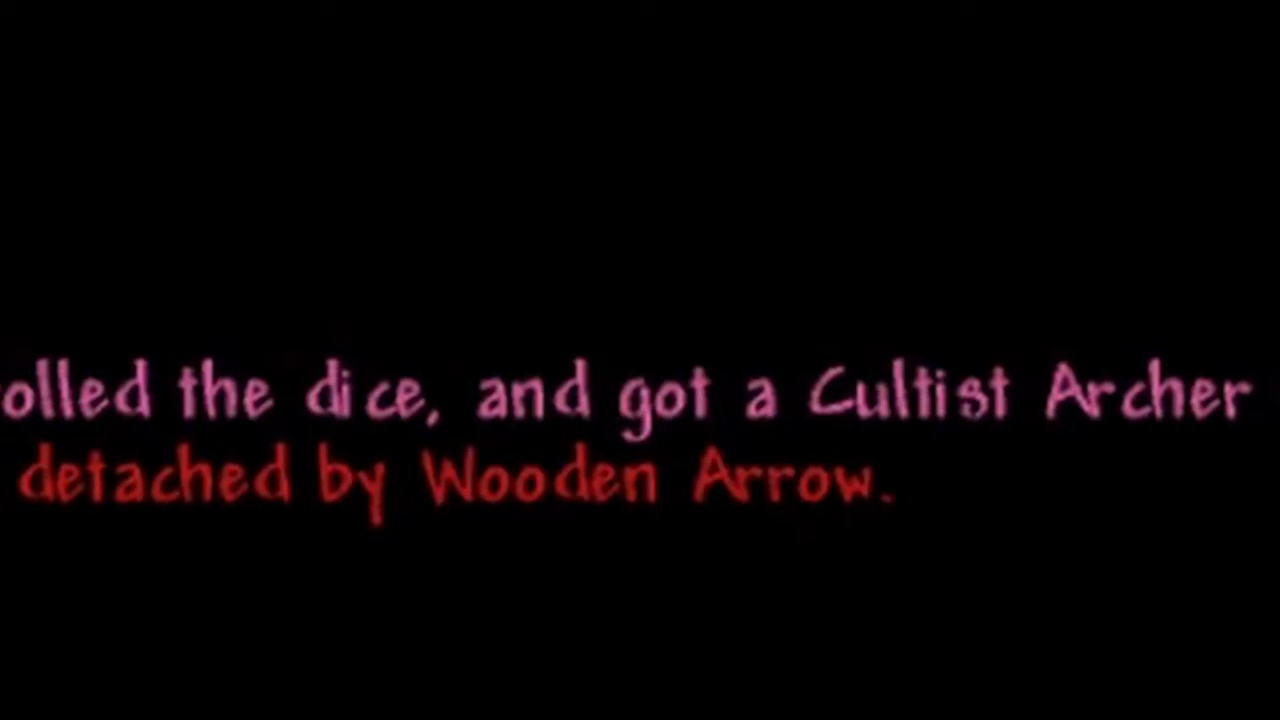 olled the dice, and got a Cultist Archer
detached by Wooden Arrow.